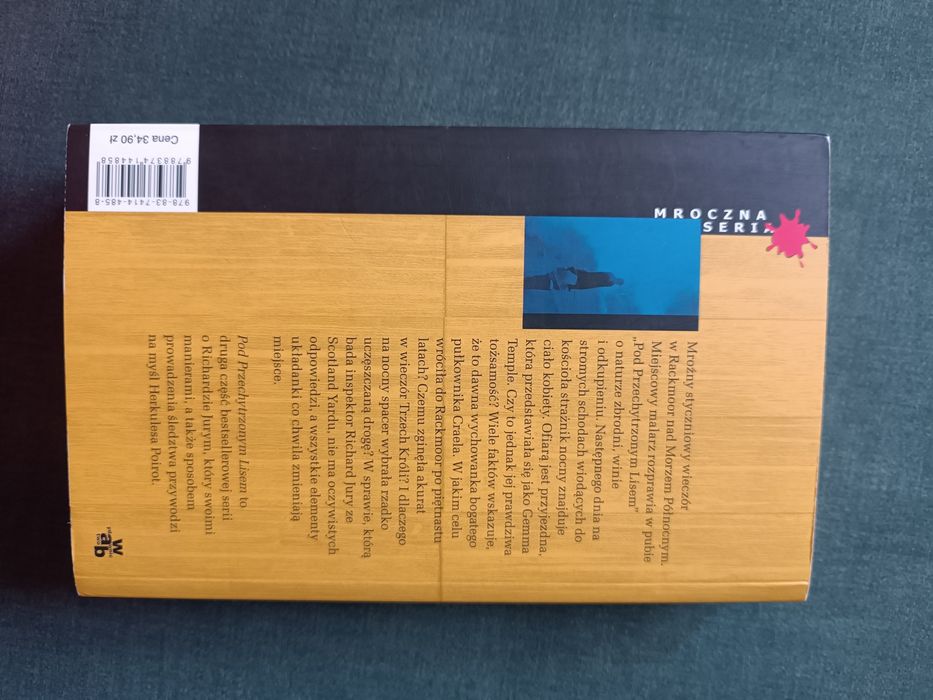 MROCZNA
SERIA
Mroźny styczniowy wieczór
w Rackmoor nad Morzem Północnym.
Miejscowy malarz rozprawia w pubie
„Pod Przechytrzonym Lisem”
o naturze zbrodni, winie
i odkupieniu. Następnego dnia na
stromych schodach wiodących do
kościoła strażnik nocny znajduje
ciało kobiety. Ofiarą jest przyjezdna,
która przedstawiała się jako Gemma
Temple. Czy to jednak jej prawdziwa
tożsamość? Wiele faktów wskazuje,
że to dawna wychowanka bogatego
pułkownika Craela. W jakim celu
wróciła do Rackmoor po piętnastu
latach? Czemu zginęła akurat
w wieczór Trzech Króli? I dlaczego
na nocny spacer wybrała rzadko
uczęszczaną drogę? W sprawie, którą
bada inspektor Richard Jury ze
Scotland Yardu, nie ma oczywistych
odpowiedzi, a wszystkie elementy
układanki co chwila zmieniają
miejsce.
Pod Przechytrzonym Lisem to
druga część bestsellerowej serii
o Richardzie Jurym, który swoimi
manierami, a także sposobem
prowadzenia śledztwa przywodzi
na myśl Herkulesa Poirot.
w
ab
978-83-7414-485-8
9 788374 144858
Cena 34,90 zł